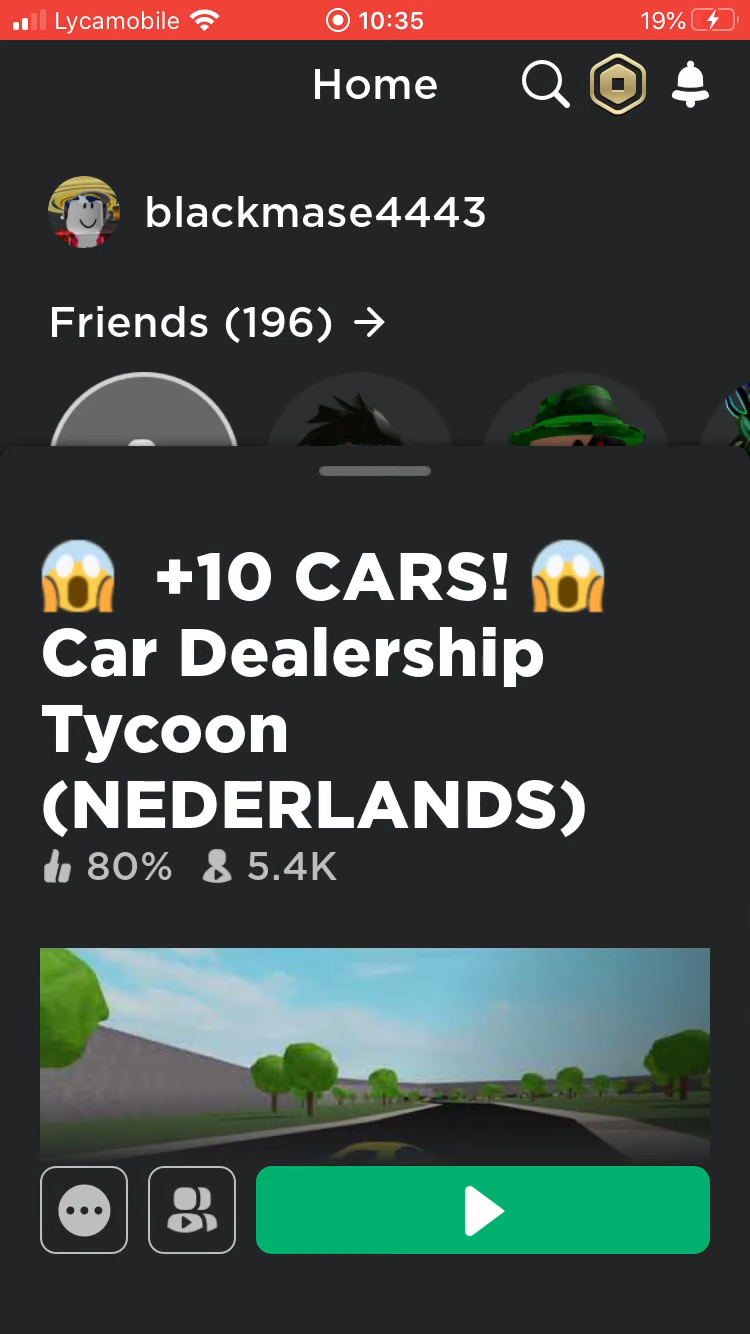 Lycamobile 10:35 19%
Home
blackmase4443
Friends (196) →
😱 +10 CARS! 😱
Car Dealership
Tycoon
(NEDERLANDS)
80% 5.4K